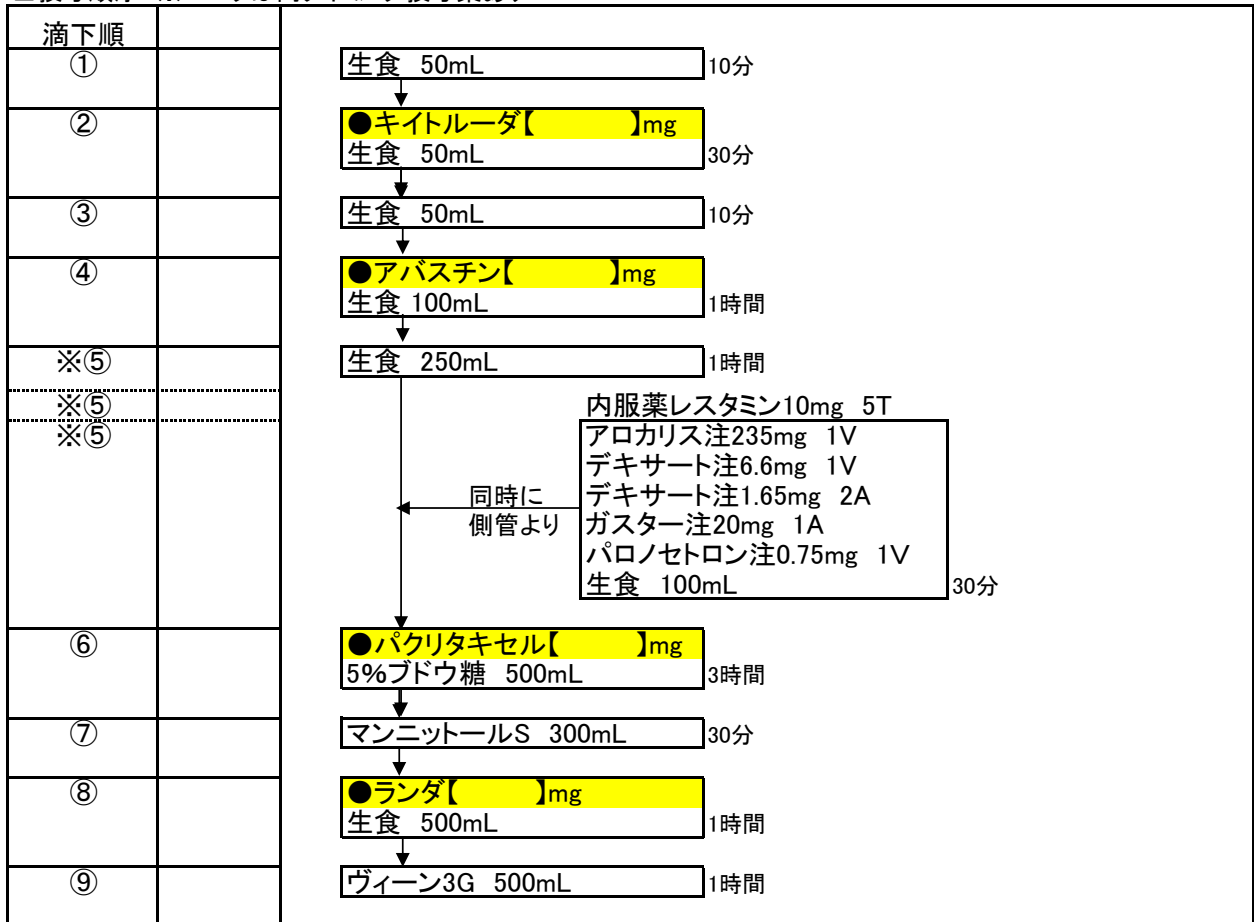 滴下順
① 生食 50mL 10分
② ●キイトルーダ【 】mg
生食 50mL 30分
③ 生食 50mL 10分
④ ●アバスチン【 】mg
生食 100mL 1時間
※⑤ 生食 250mL 1時間
※⑤ 内服薬レスタミン10mg 5T
※⑤ アロカリス注235mg 1V
デキサート注6.6mg 1V
同時に デキサート注1.65mg 2A
側管より ガスター注20mg 1A
パロノセトロン注0.75mg 1V
生食 100mL 30分
⑥ ●パクリタキセル【 】mg
5%ブドウ糖 500mL 3時間
⑦ マンニットールS 300mL 30分
⑧ ●ランダ【 】mg
生食 500mL 1時間
⑨ ヴィーン3G 500mL 1時間